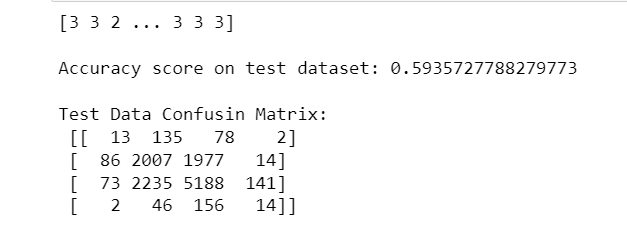 [3 3 2 ... 3 3 3]
Accuracy score on test dataset: 0.5935727788279773
Test Data Confusin Matrix:
[[ 13 135 78 2]
[ 86 2007 1977 14]
[ 73 2235 5188 141]
[ 2 46 156 14]]